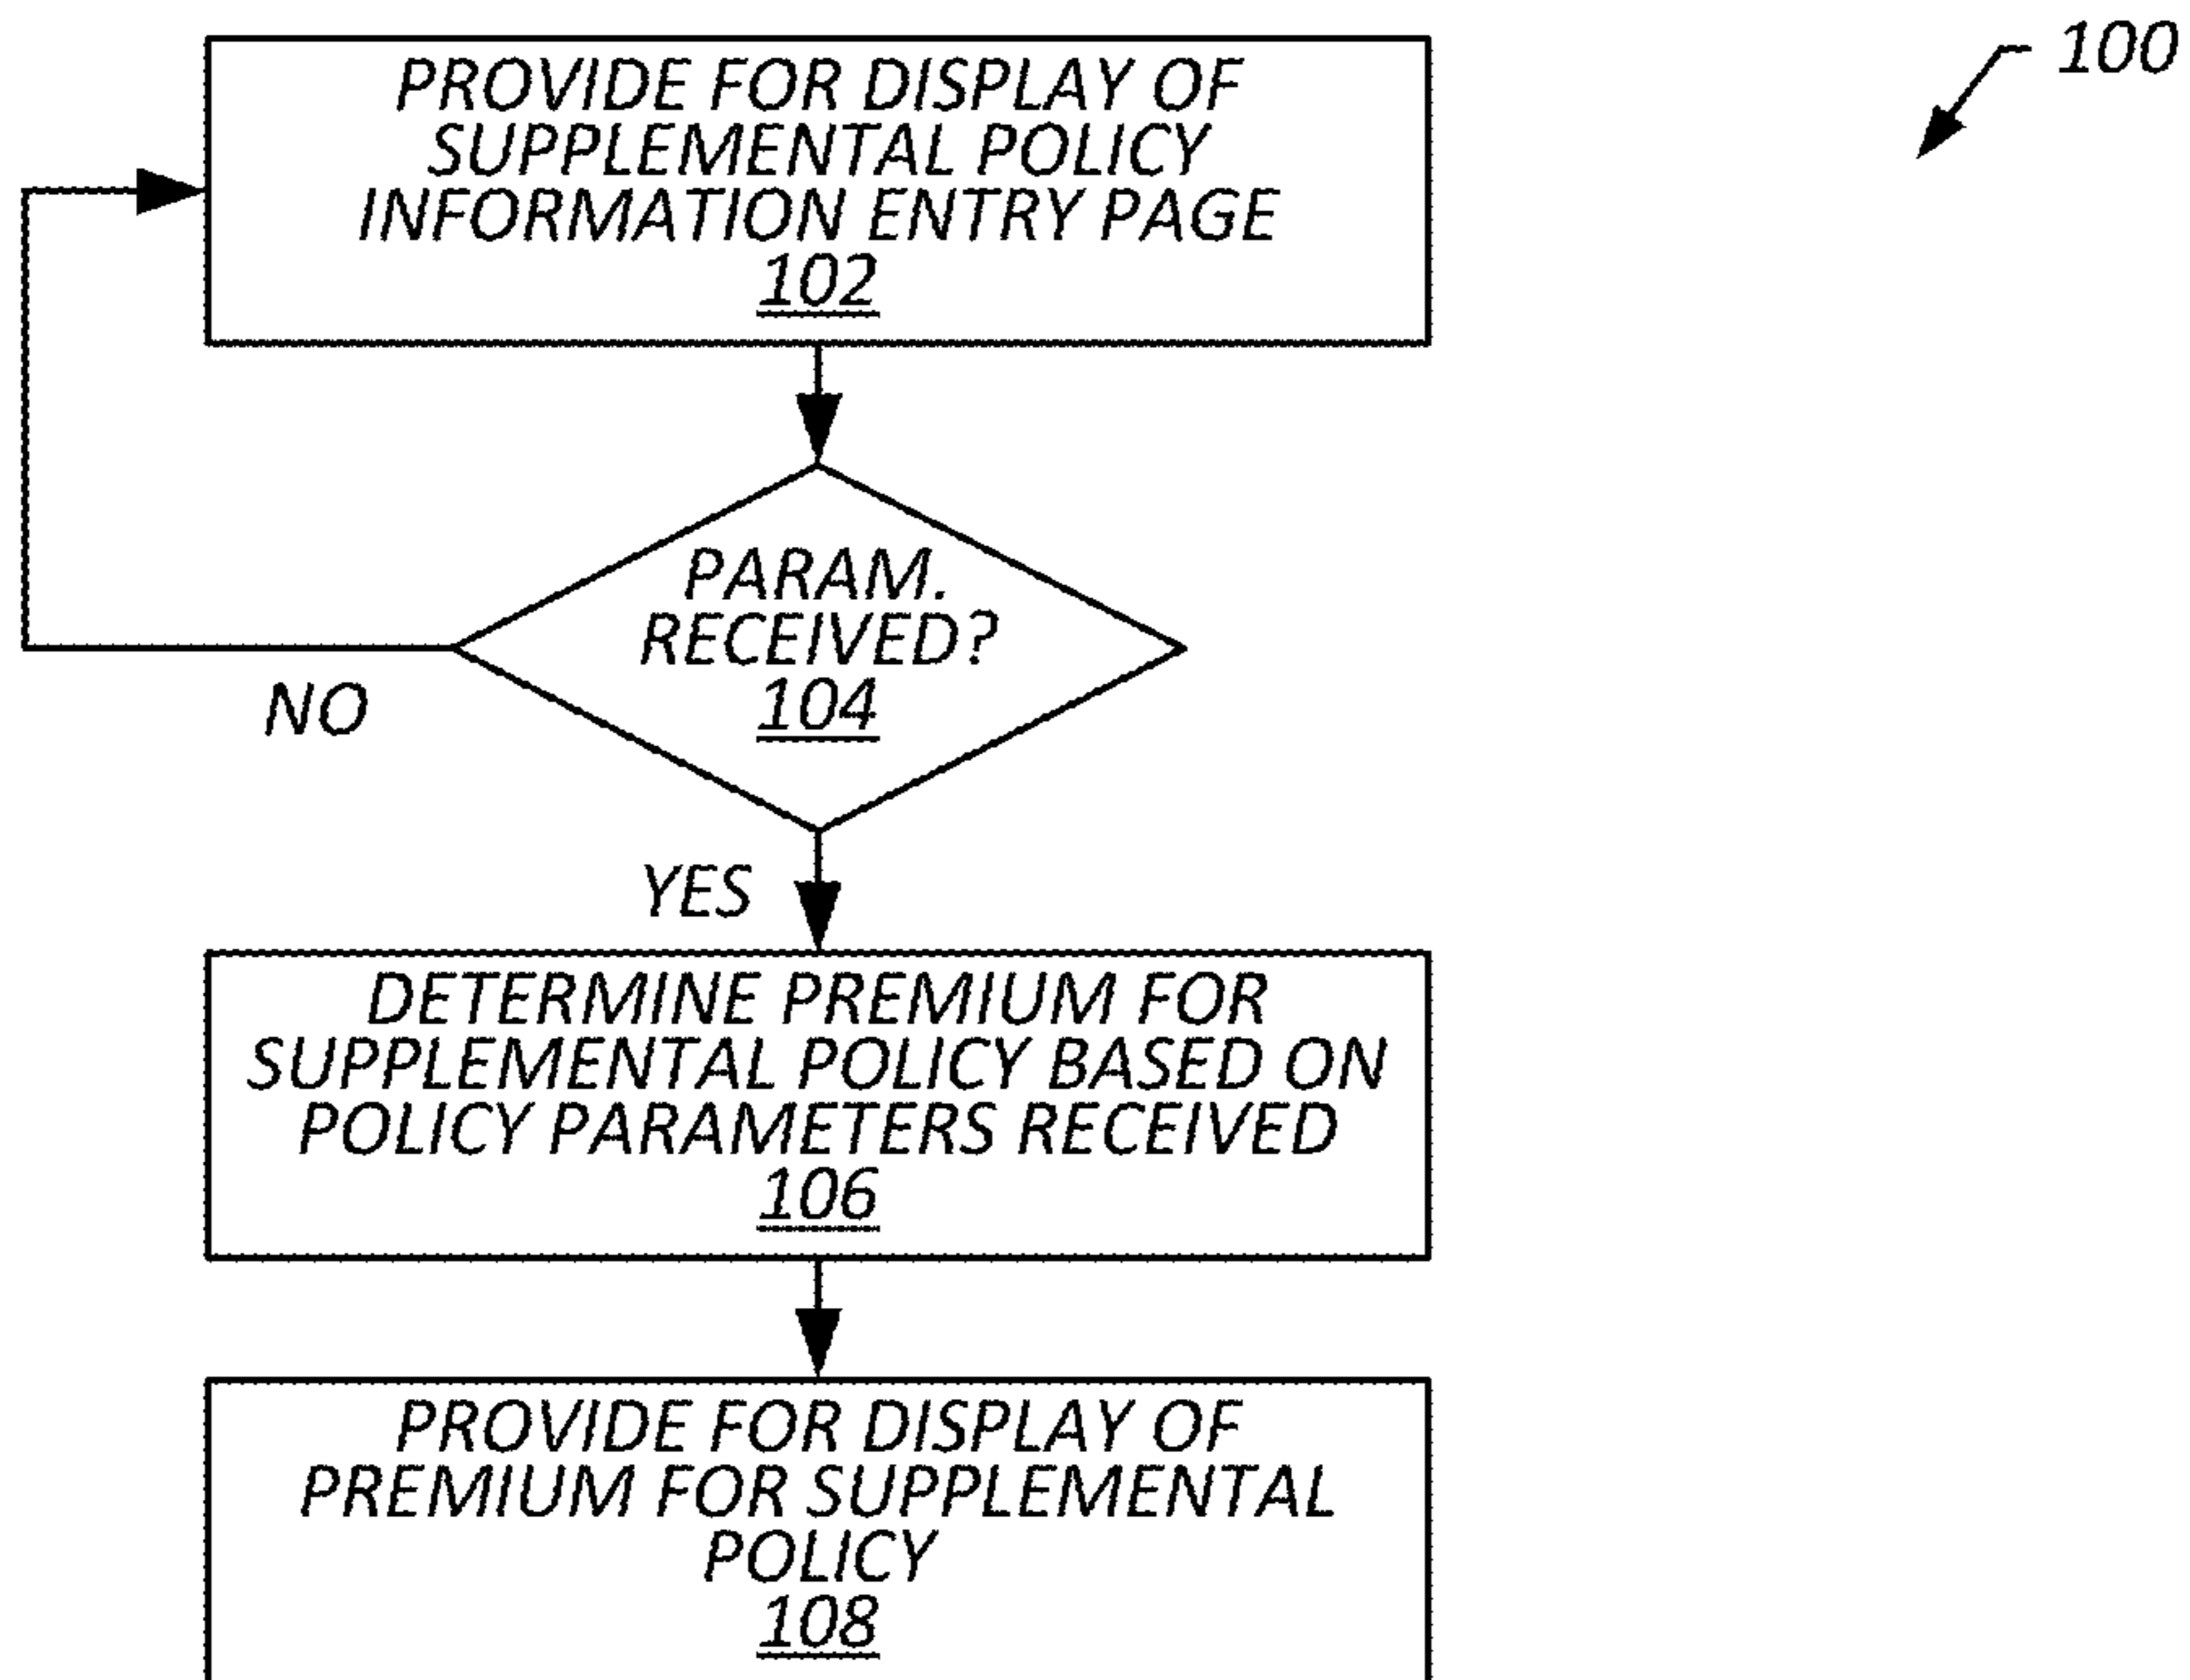 100
PROVIDE FOR DISPLAY OF
SUPPLEMENTAL POLICY
INFORMATION ENTRY PAGE
102
PARAM.
RECEIVED?
104
NO
YES
DETERMINE PREMIUM FOR
SUPPLEMENTAL POLICY BASED ON
POLICY PARAMETERS RECEIVED
106
PROVIDE FOR DISPLAY OF
PREMIUM FOR SUPPLEMENTAL
POLICY
108